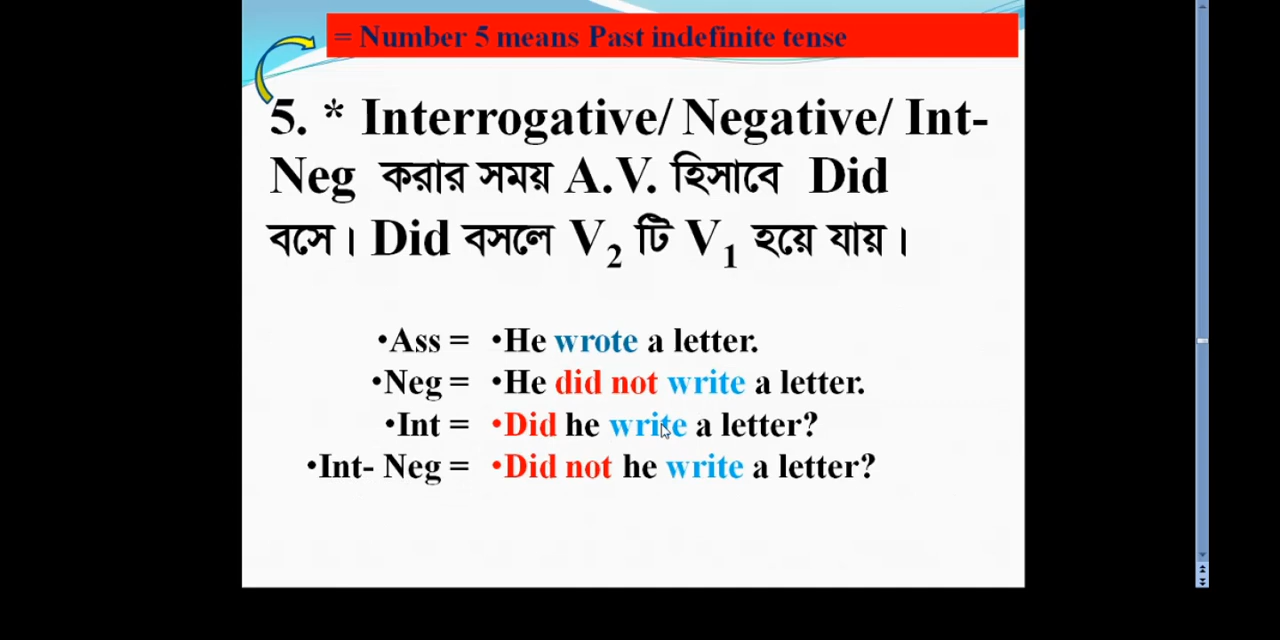 = Number 5 means Past indefinite tense
5. * Interrogative/ Negative/ Int-
Neg করার সময় A.V. হিসাবে Did
বসে। Did বসলে V2 টি V1 হয়ে যায়।
•Ass = •He wrote a letter.
•Neg = •He did not write a letter.
•Int = •Did he write a letter?
•Int- Neg = •Did not he write a letter?